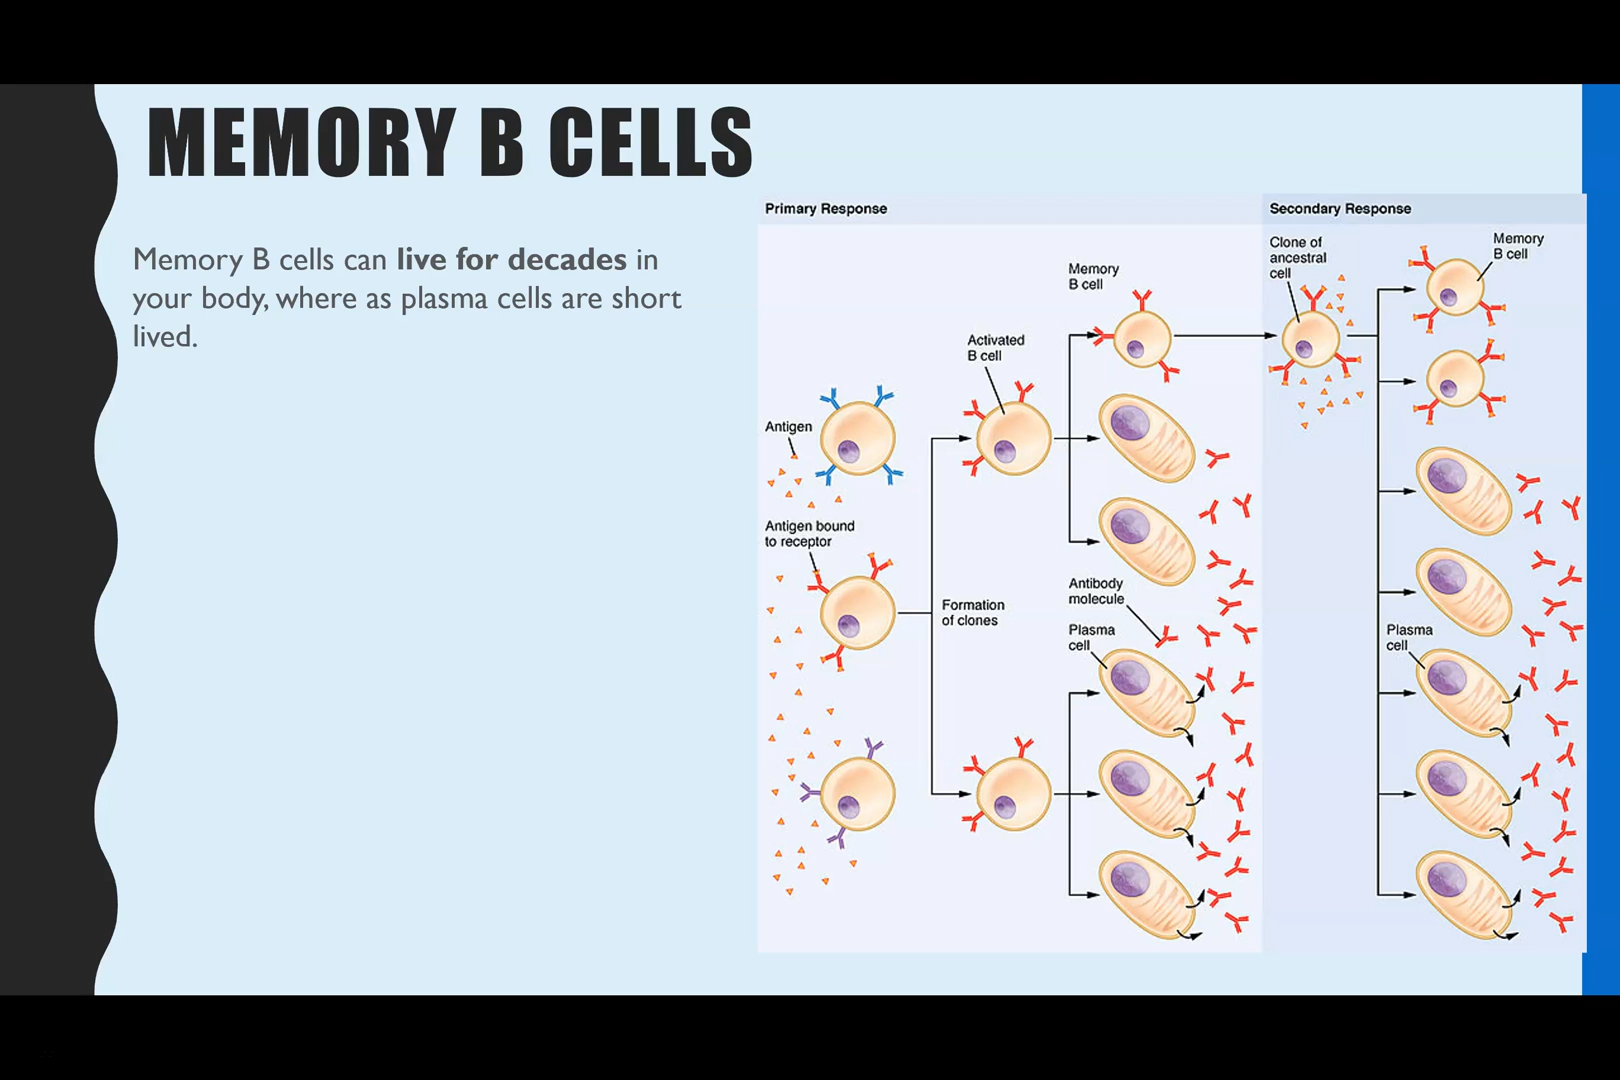 MEMORY B CELLS
Memory B cells can live for decades in
your body, where as plasma cells are short
lived.
Primary Response
Antigen
Antigen bound
to receptor
Formation
of clones
Activated
B cell
Memory
B cell
Antibody
molecule
Plasma
cell
Secondary Response
Clone of
ancestral
cell
Memory
B cell
Plasma
cell